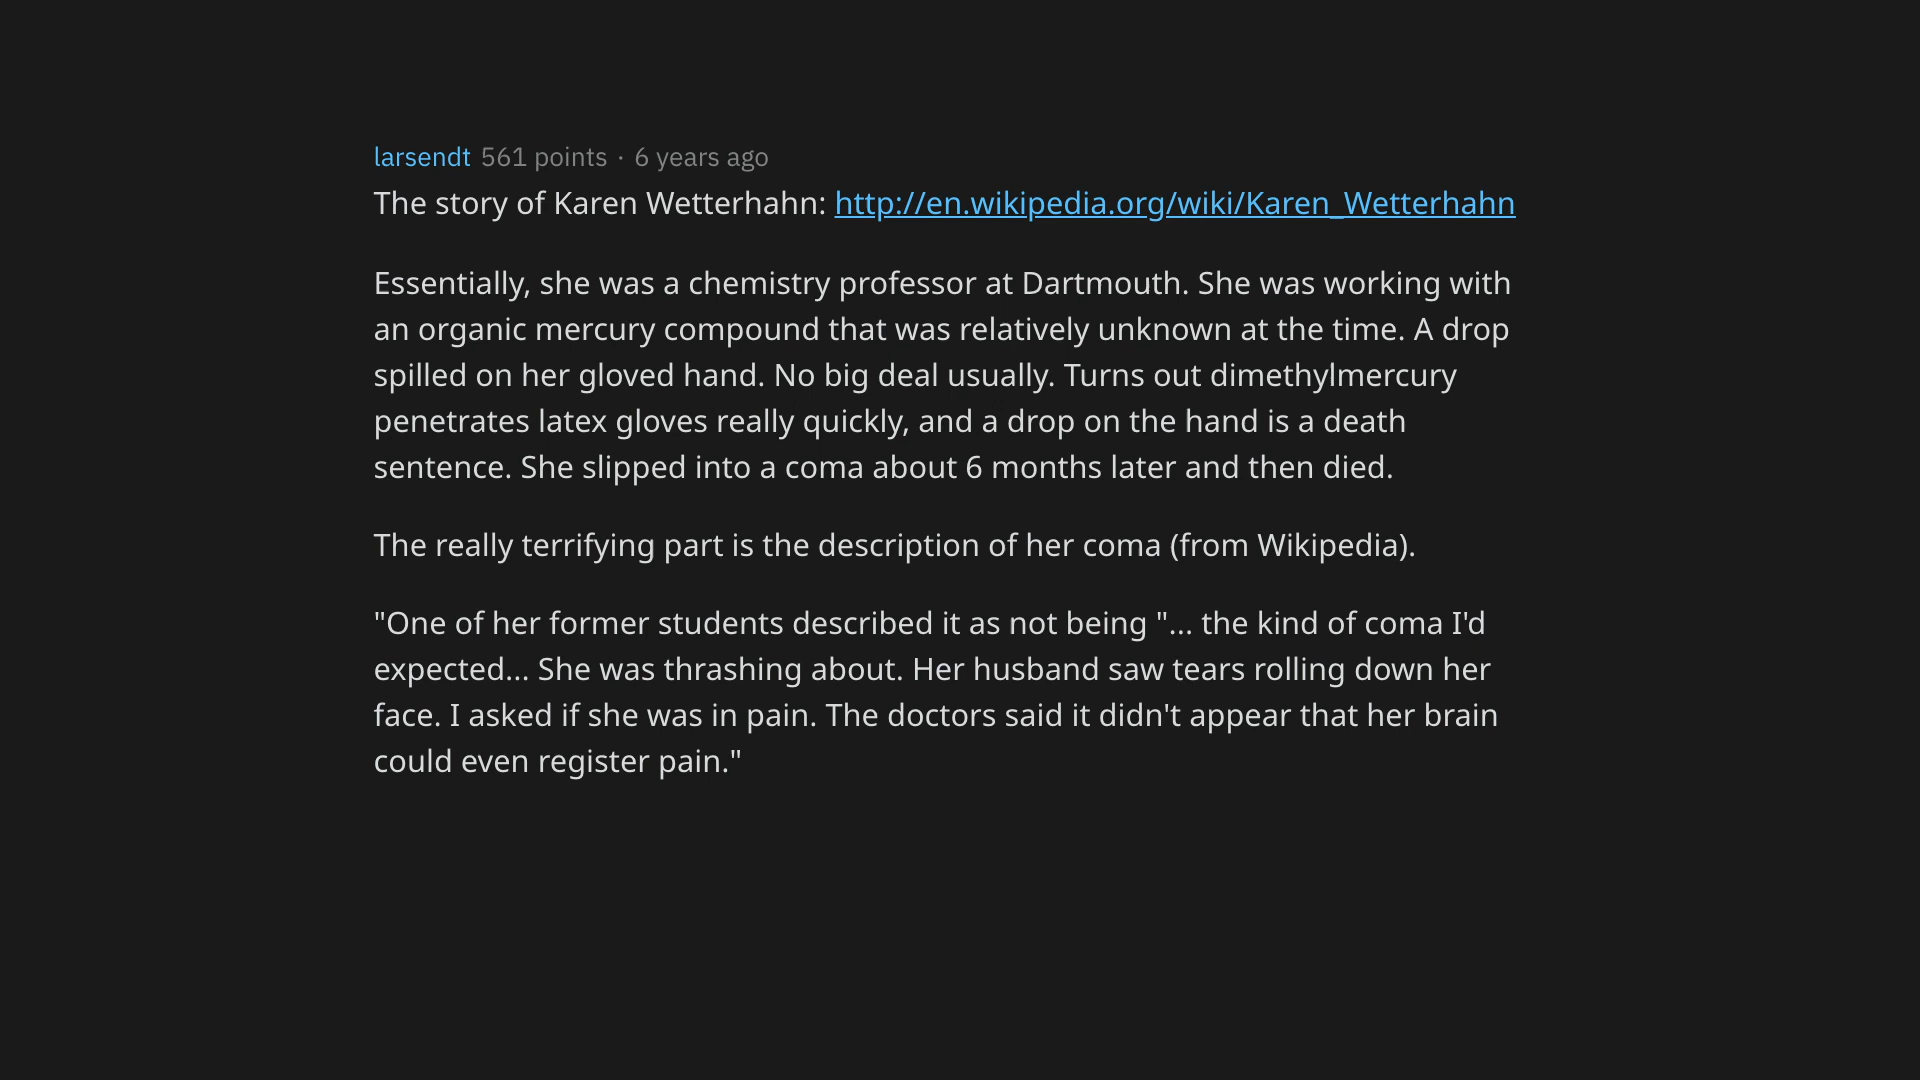 larsendt 561 points · 6 years ago
The story of Karen Wetterhahn: http://en.wikipedia.org/wiki/Karen_Wetterhahn
Essentially, she was a chemistry professor at Dartmouth. She was working with
an organic mercury compound that was relatively unknown at the time. A drop
spilled on her gloved hand. No big deal usually. Turns out dimethylmercury
penetrates latex gloves really quickly, and a drop on the hand is a death
sentence. She slipped into a coma about 6 months later and then died.
The really terrifying part is the description of her coma (from Wikipedia).
"One of her former students described it as not being "... the kind of coma I'd
expected... She was thrashing about. Her husband saw tears rolling down her
face. I asked if she was in pain. The doctors said it didn't appear that her brain
could even register pain."